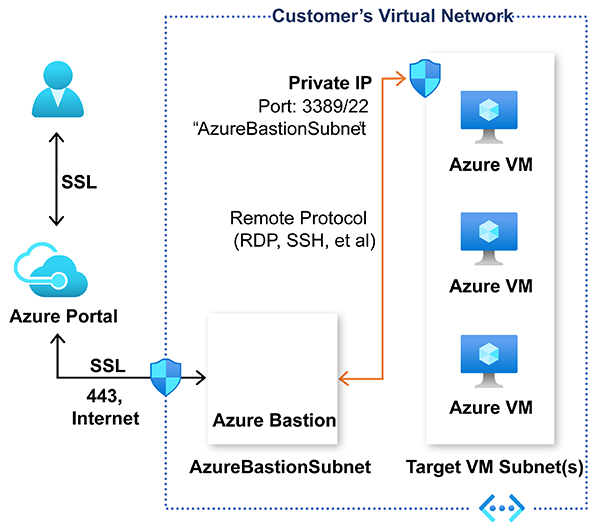 Customer’s Virtual Network
Private IP
Port: 3389/22
“AzureBastionSubnet”
Azure VM
SSL
Remote Protocol
(RDP, SSH, et al)
Azure VM
Azure Portal
SSL
443,
Internet
Azure Bastion
Azure VM
AzureBastionSubnet
Target VM Subnet(s)